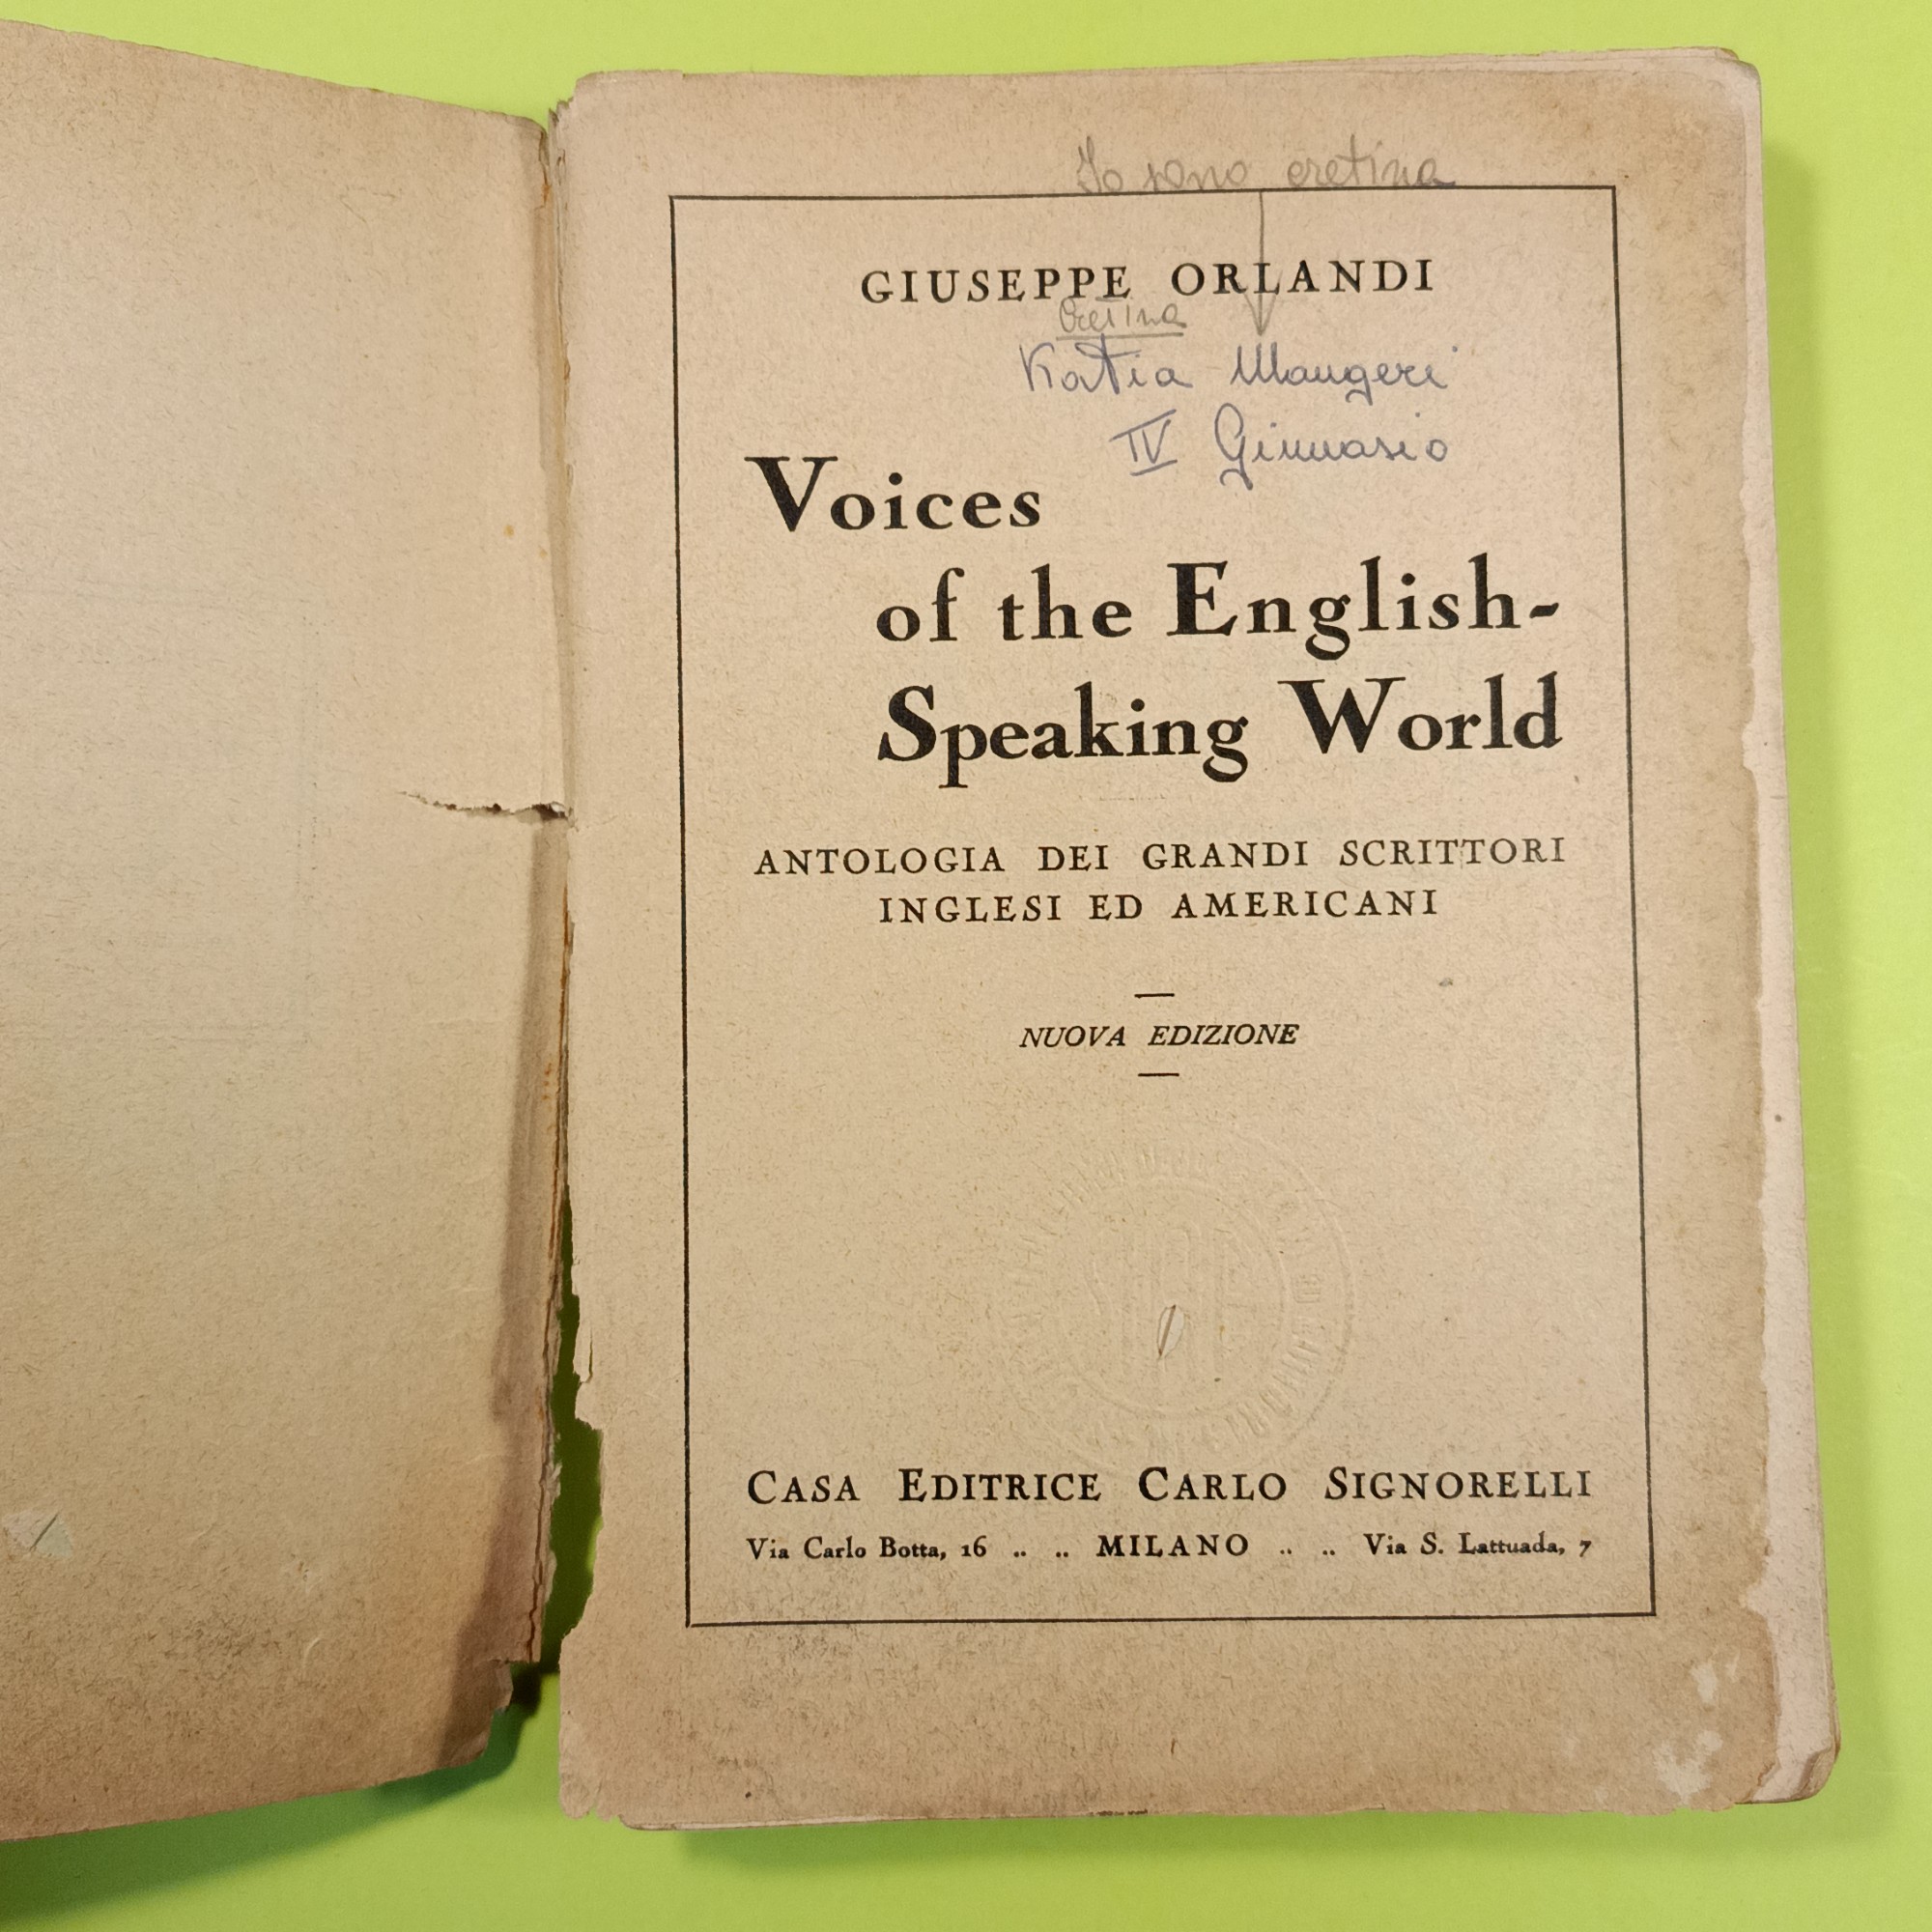 Io sono cretina
GIUSEPPE ORLANDI
Cretina
Katia Maugeri
IV Ginnasio
Voices
of the English-
Speaking World
ANTOLOGIA DEI GRANDI SCRITTORI
INGLESI ED AMERICANI
NUOVA EDIZIONE
CASA EDITRICE CARLO SIGNORELLI
Via Carlo Botta, 16 .. .. MILANO .. .. Via S. Lattuada, 7